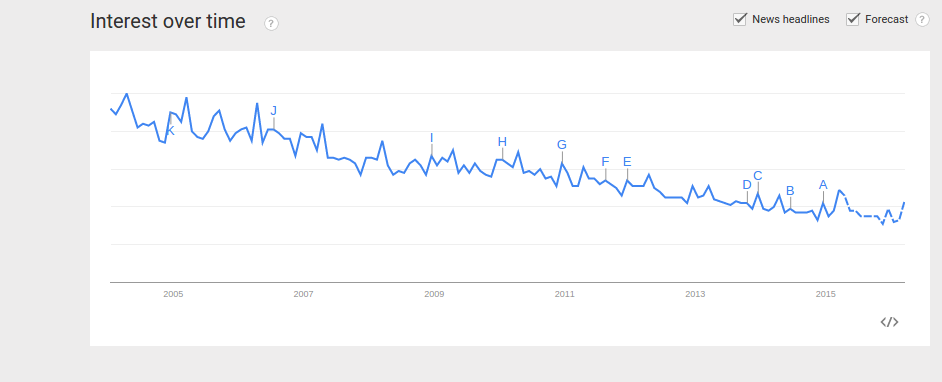 Interest over time ?
News headlines Forecast ?
J
K
I
H
G
F E
D C
B
A
2005 2007 2009 2011 2013 2015
</>